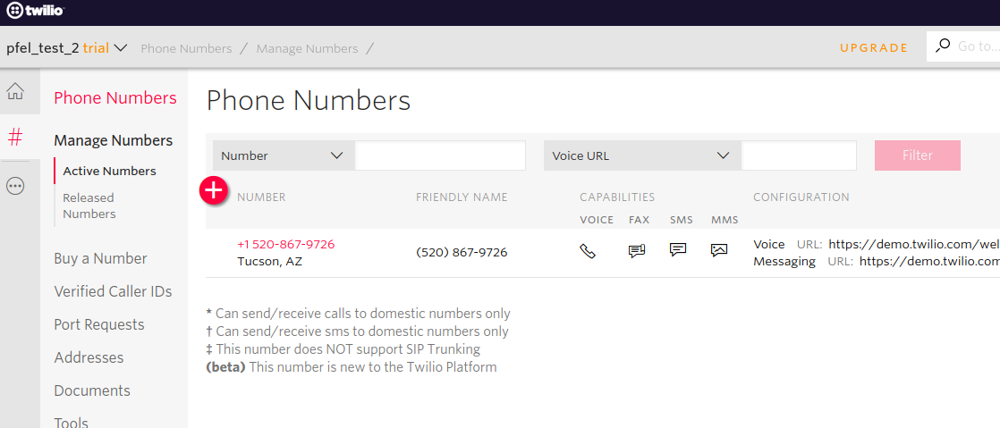 twilio
pfel_test_2 trial Phone Numbers / Manage Numbers / UPGRADE Go to...
Phone Numbers
Manage Numbers
Active Numbers
Released
Numbers
Buy a Number
Verified Caller IDs
Port Requests
Addresses
Documents
Tools
Phone Numbers
Number Voice URL Filter
NUMBER FRIENDLY NAME CAPABILITIES CONFIGURATION
VOICE FAX SMS MMS
+1 520-867-9726 (520) 867-9726 Voice URL: https://demo.twilio.com/wel
Tucson, AZ Messaging URL: https://demo.twilio.com
* Can send/receive calls to domestic numbers only
† Can send/receive sms to domestic numbers only
‡ This number does NOT support SIP Trunking
(beta) This number is new to the Twilio Platform